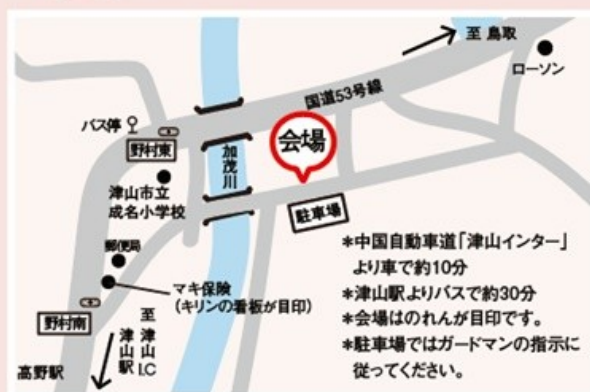 至 鳥取
ローソン
国道53号線
バス停
野村東
会場
加茂川
津山市立
成名小学校
駐車場
郵便局
マキ保険
(キリンの看板が目印)
野村南
至 津山I.C
津山駅
高野駅
*中国自動車道「津山インター」
より車で約10分
*津山駅よりバスで約30分
*会場はのれんが目印です。
*駐車場ではガードマンの指示に
従ってください。